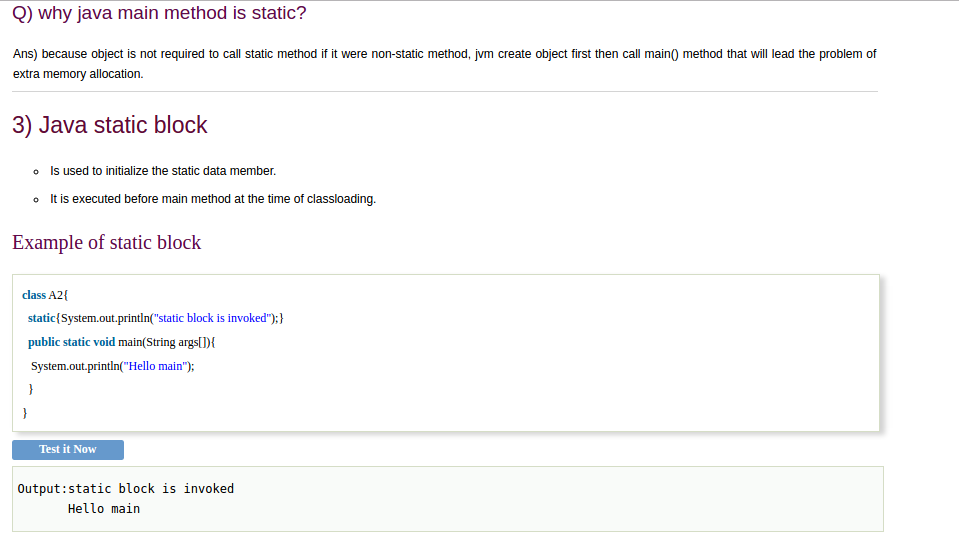 Q) why java main method is static?
Ans) because object is not required to call static method if it were non-static method, jvm create object first then call main() method that will lead the problem of
extra memory allocation.
3) Java static block
Is used to initialize the static data member.
It is executed before main method at the time of classloading.
Example of static block
class A2{
static{System.out.println("static block is invoked");}
public static void main(String args[]){
System.out.println("Hello main");
}
}
Test it Now
Output:static block is invoked
Hello main